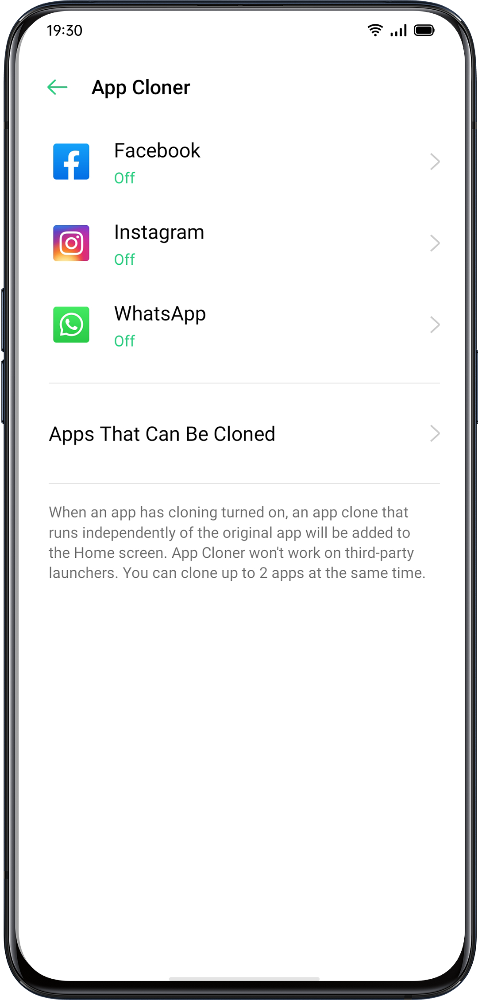 19:30
App Cloner
Facebook
Off
Instagram
Off
WhatsApp
Off
Apps That Can Be Cloned
When an app has cloning turned on, an app clone that
runs independently of the original app will be added to
the Home screen. App Cloner won't work on third-party
launchers. You can clone up to 2 apps at the same time.